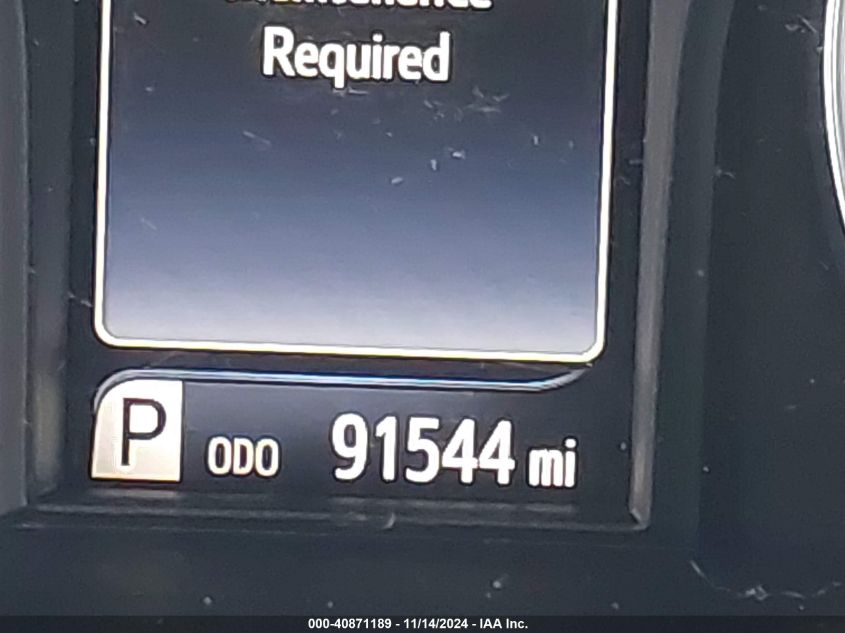 Required
P ODO 91544 mi
000-40871189 - 11/14/2024 - IAA Inc.